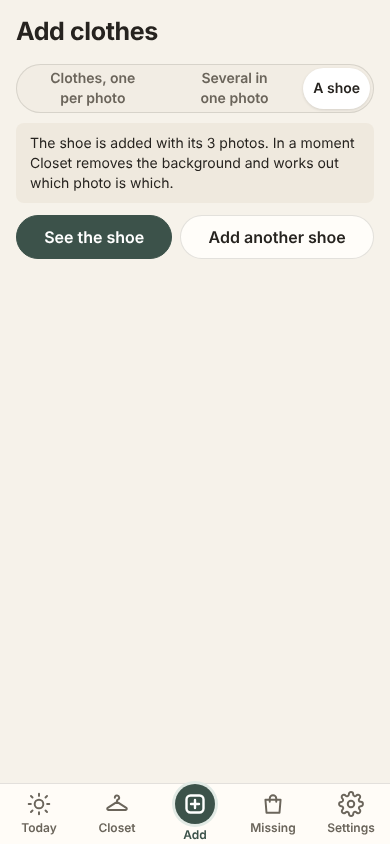 Add clothes
Clothes, one
per photo
Several in
one photo
A shoe
The shoe is added with its 3 photos. In a moment
Closet removes the background and works out
which photo is which.
See the shoe
Add another shoe
Today
Closet
Add
Missing
Settings